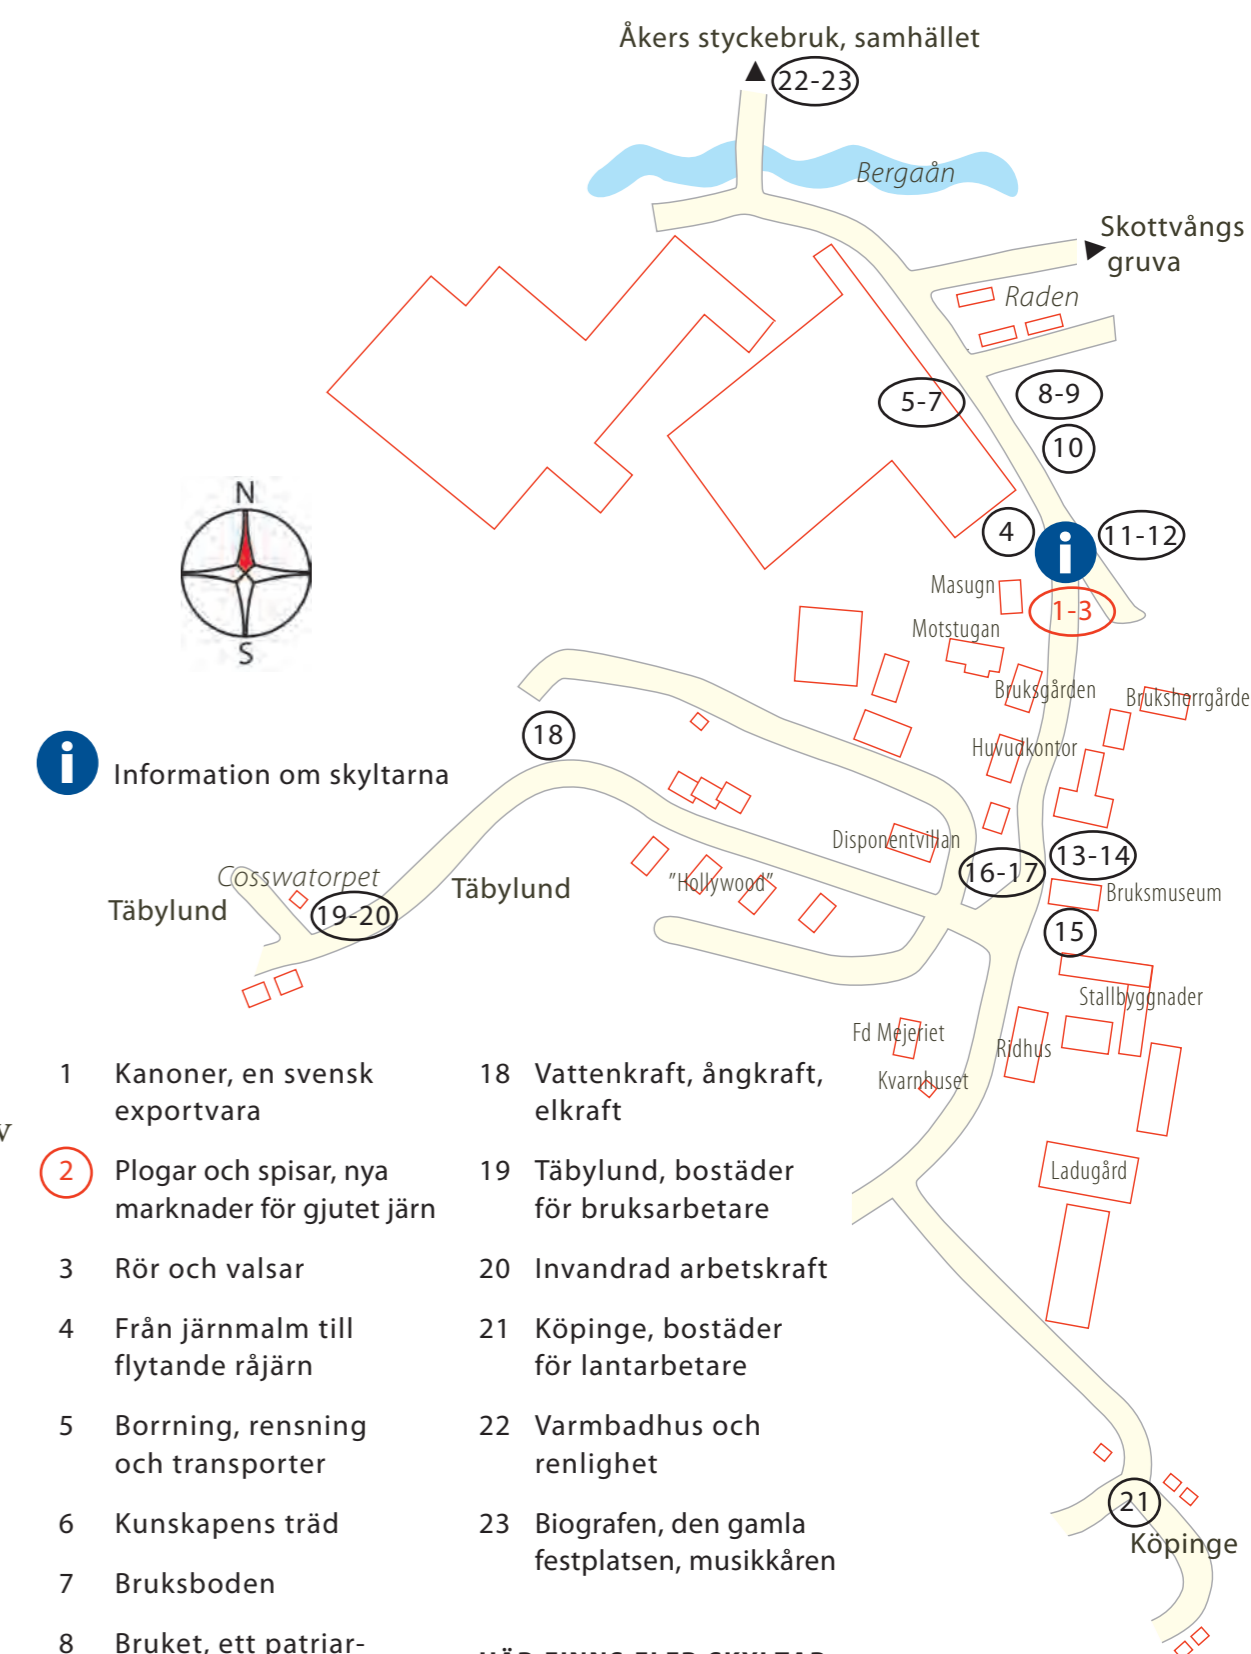 Åkers styckebruk, samhället
22-23
Bergaån
Skottvångs
gruva
Raden
5-7
8-9
10
N
S
4
i
11-12
Masugn
1-3
Motstugan
Bruksgården
Bruksherrgårde
18
Huvudkontor
i
Information om skyltarna
Disponentvillan
13-14
16-17
Cosswatorpet
Täbylund
19-20
Täbylund
"Hollywood"
Bruksmuseum
15
Stallbyggnader
Fd Mejeriet
Ridhus
Kvarnhuset
Ladugård
21
Köpinge
v
1 Kanoner, en svensk
exportvara
2 Plogar och spisar, nya
marknader för gjutet järn
3 Rör och valsar
4 Från järnmalm till
flytande råjärn
5 Borrning, rensning
och transporter
6 Kunskapens träd
7 Bruksboden
8 Bruket, ett patriar-
18 Vattenkraft, ångkraft,
elkraft
19 Täbylund, bostäder
för bruksarbetare
20 Invandrad arbetskraft
21 Köpinge, bostäder
för lantarbetare
22 Varmbadhus och
renlighet
23 Biografen, den gamla
festplatsen, musikkåren
HÄR FINNS FLER SKYLTAR